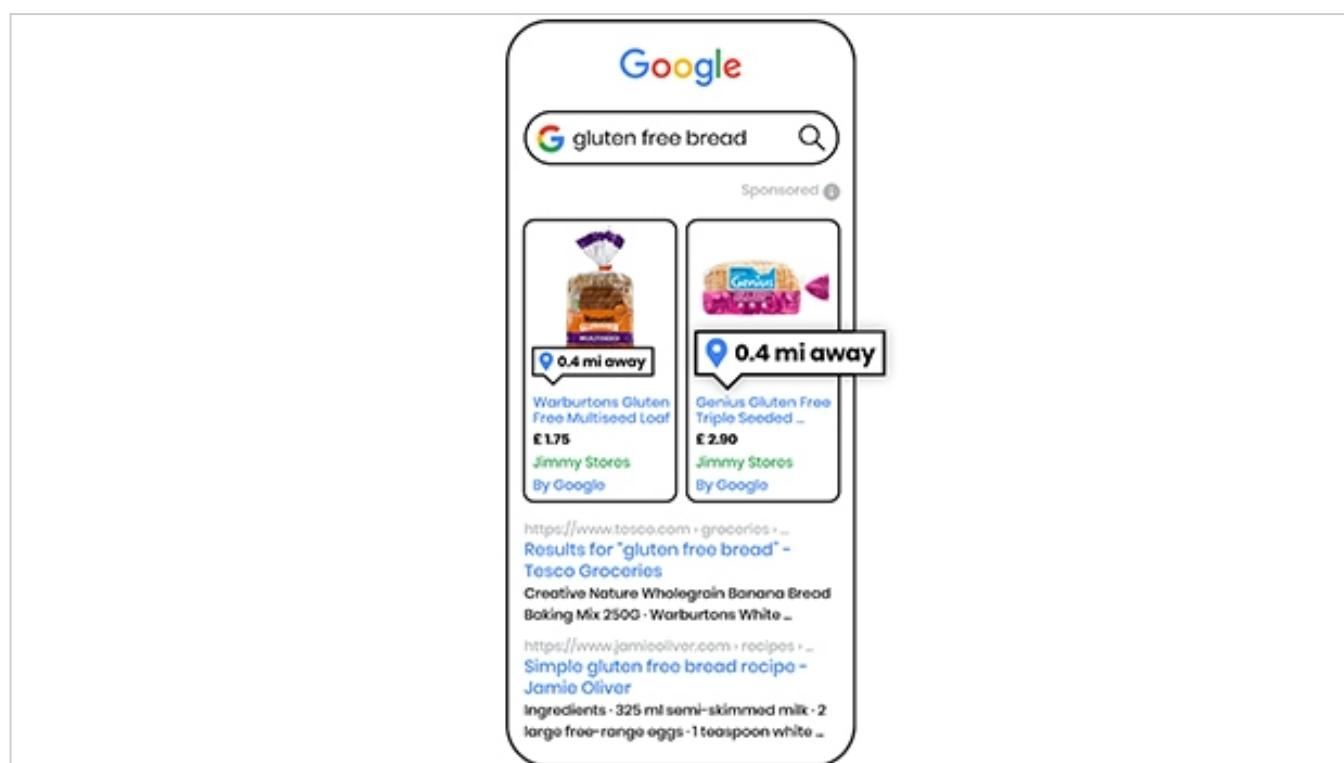 Google
gluten free bread
Sponsored
Genius
MULTISEED
0.4 mi away
0.4 mi away
Warburtons Gluten
Free Multiseed Loaf
£1.75
Jimmy Stores
By Google
Genius Gluten Free
Triple Seeded ...
£2.90
Jimmy Stores
By Google
https://www.tesco.com › groceries › ...
Results for "gluten free bread" -
Tesco Groceries
Creative Nature Wholegrain Banana Bread
Baking Mix 250G · Warburtons White ...
https://www.jamieoliver.com › recipes › ...
Simple gluten free bread recipe -
Jamie Oliver
Ingredients · 325 ml semi-skimmed milk · 2
large free-range eggs · 1 teaspoon white ...